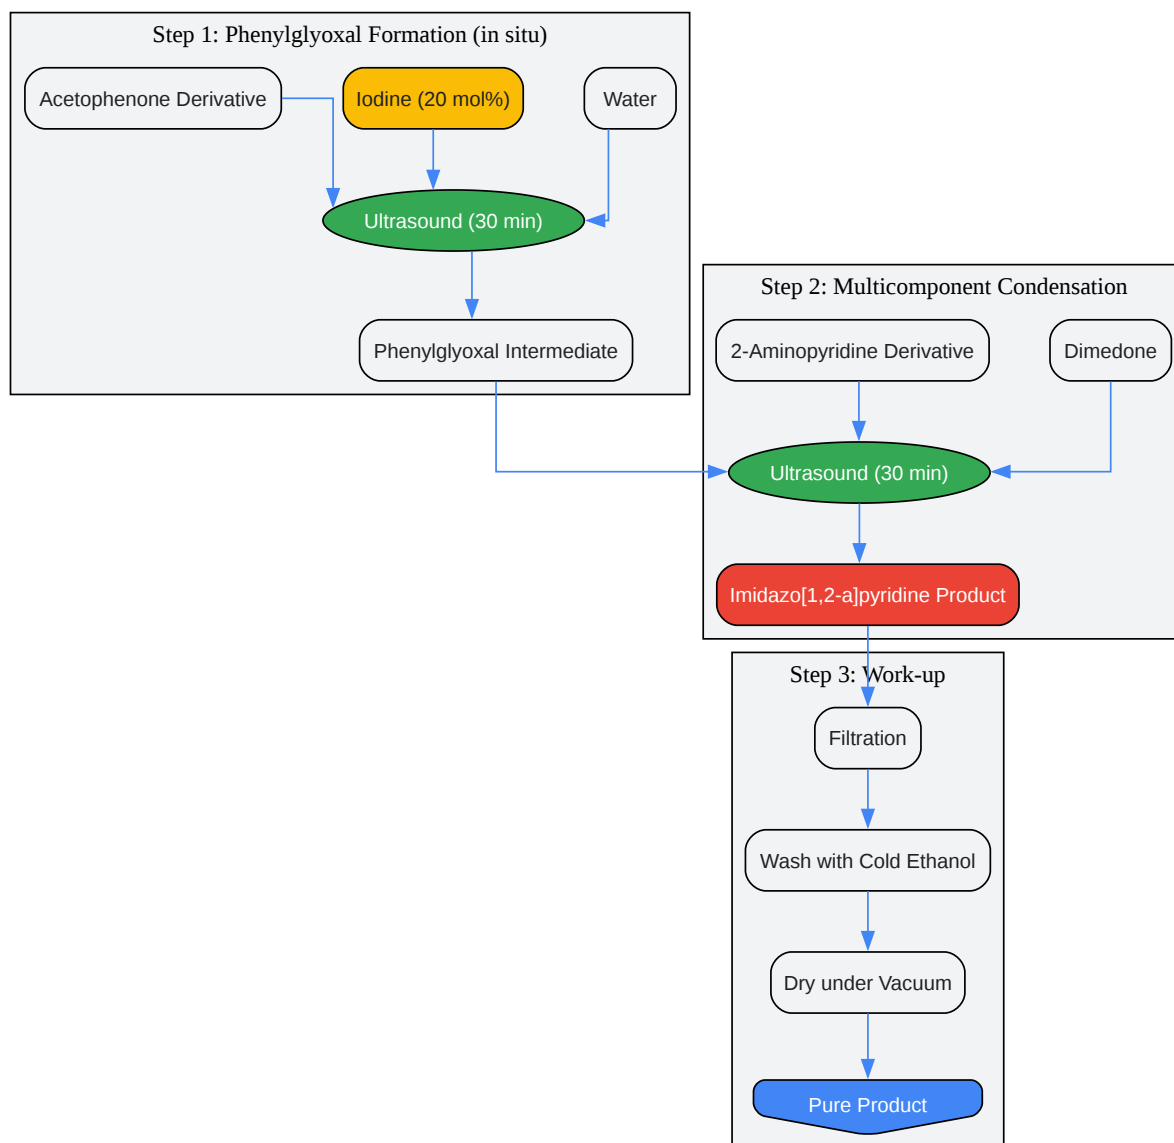 Step 1: Phenylglyoxal Formation (in situ)
Acetophenone Derivative
Iodine (20 mol%)
Water
Ultrasound (30 min)
Phenylglyoxal Intermediate
Step 2: Multicomponent Condensation
2-Aminopyridine Derivative
Dimedone
Ultrasound (30 min)
Imidazo[1,2-a]pyridine Product
Step 3: Work-up
Filtration
Wash with Cold Ethanol
Dry under Vacuum
Pure Product